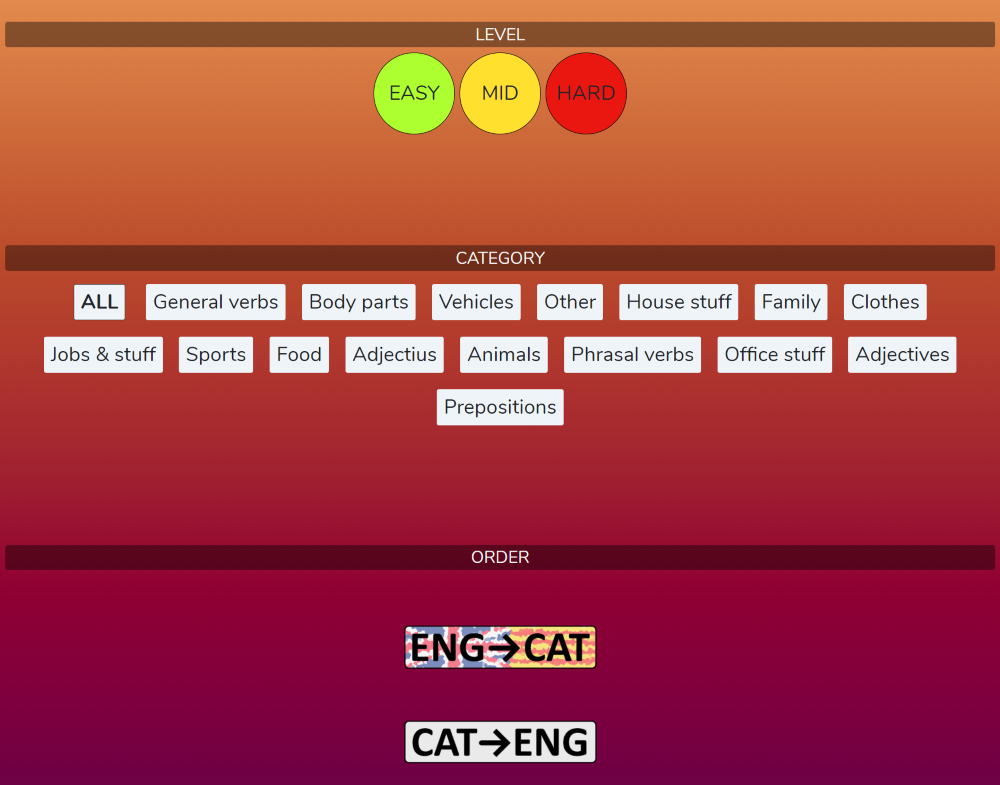 LEVEL
EASY MID HARD
CATEGORY
ALL General verbs Body parts Vehicles Other House stuff Family Clothes
Jobs & stuff Sports Food Adjectius Animals Phrasal verbs Office stuff Adjectives
Prepositions
ORDER
ENG→CAT
CAT→ENG